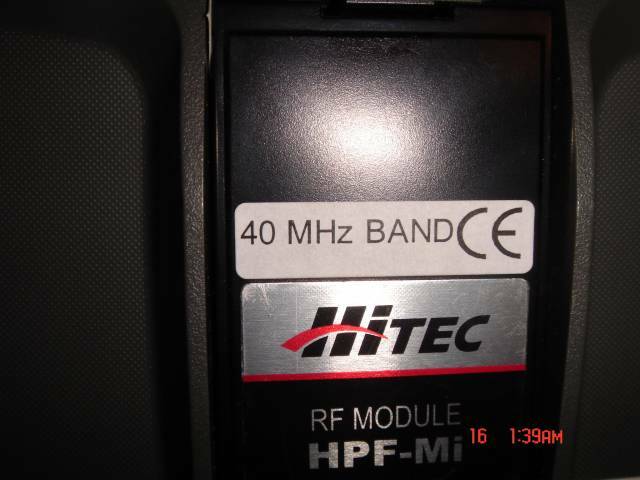 40 MHz BAND CE
HiTEC
RF MODULE
HPF-Mi
16 1:39AM